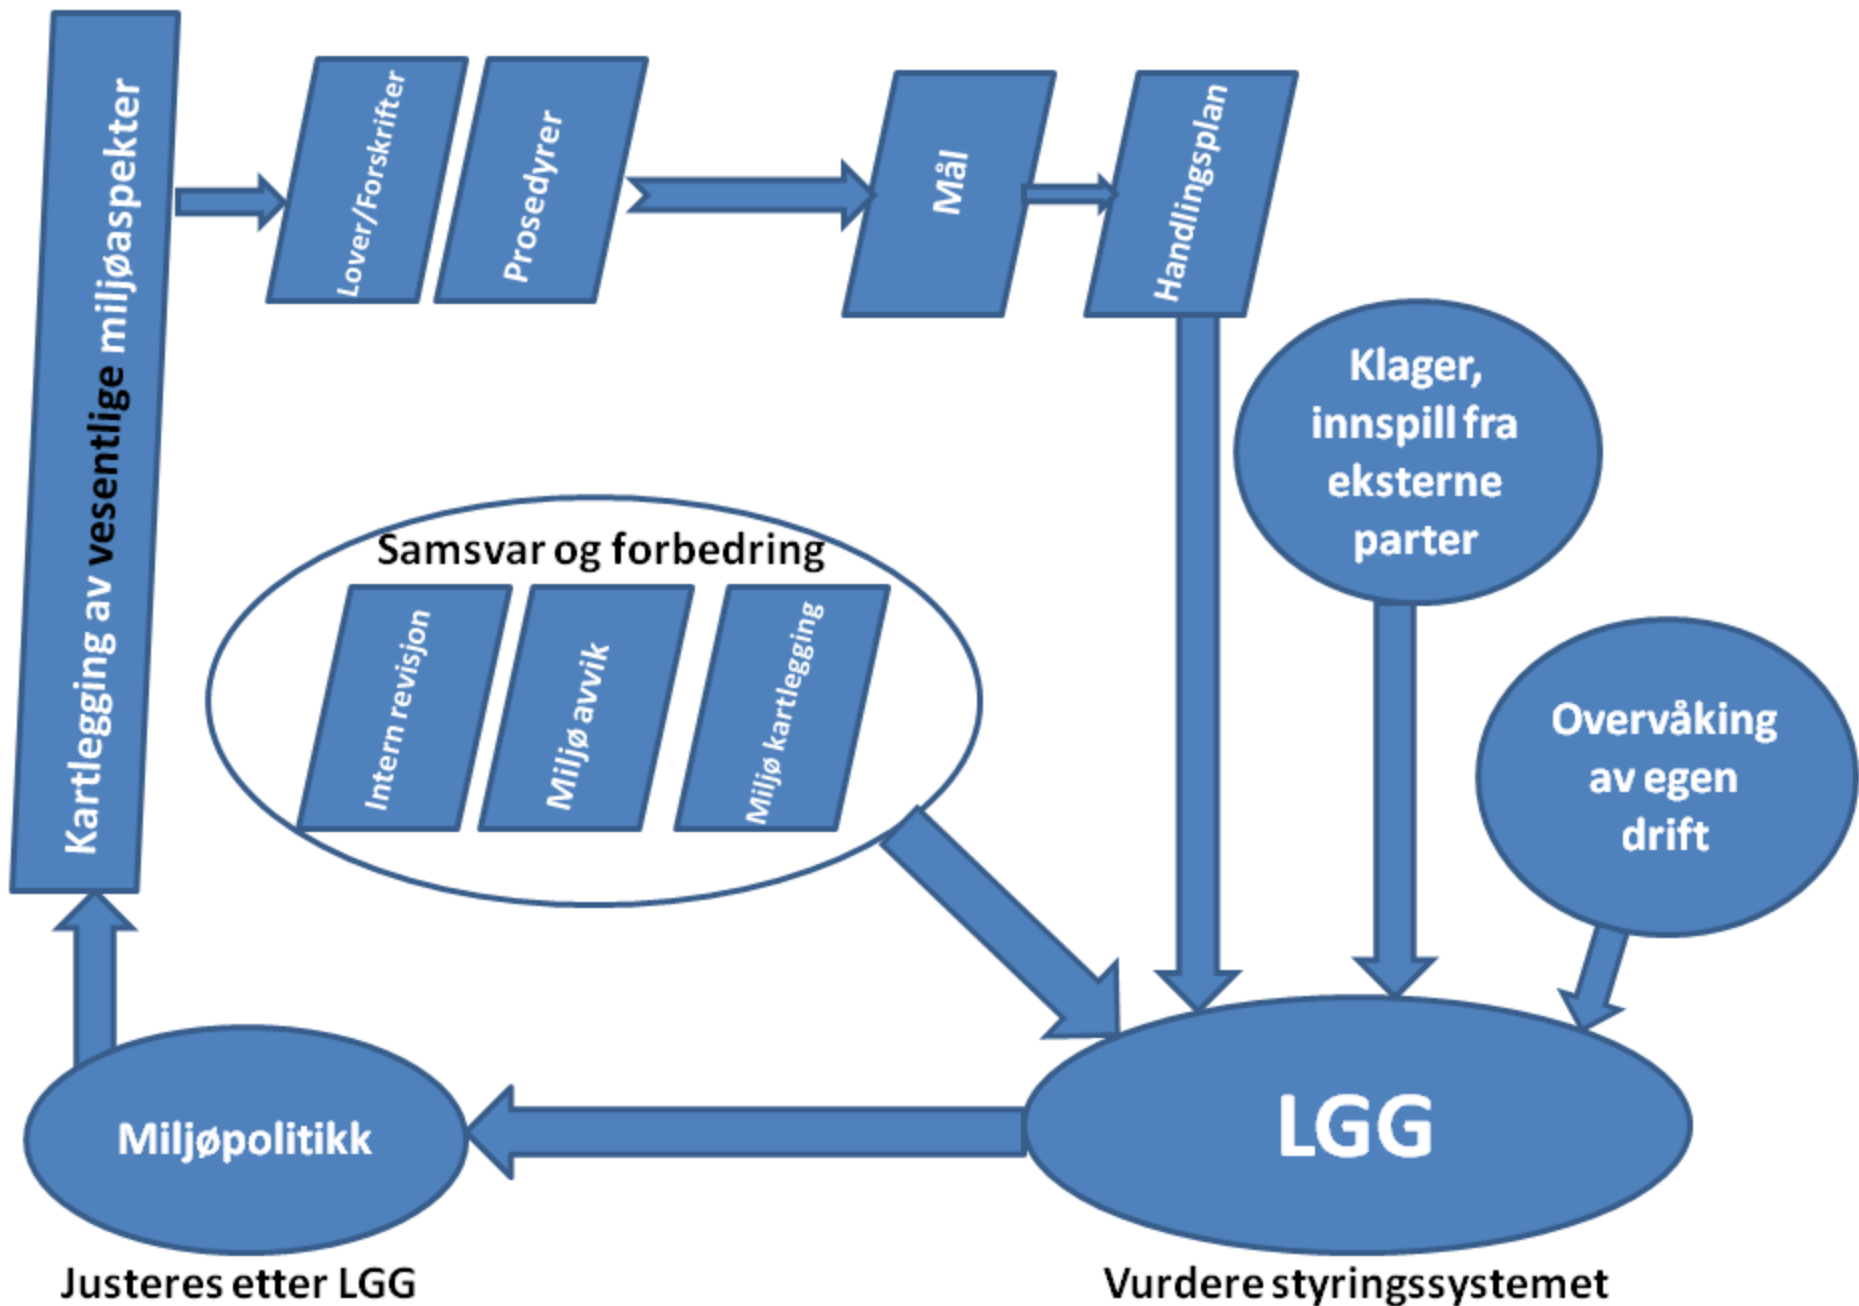 Kartlegging av vesentlige miljøaspekter
Lover/Forskrifter
Prosedyrer
Mål
Handlingsplan
Klager,
innspill fra
eksterne
parter
Samsvar og forbedring
Intern revisjon
Miljø avvik
Miljø kartlegging
Overvåking
av egen
drift
Miljøpolitikk
LGG
Justeres etter LGG
Vurdere styringssystemet